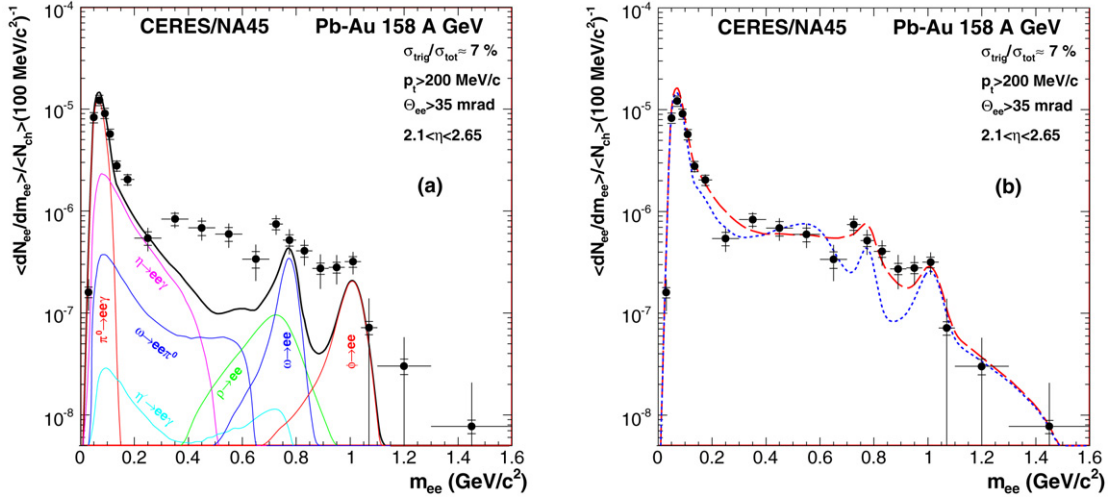 CERES/NA45 Pb-Au 158 A GeV
σtrig/σtot ≈ 7 %
pt>200 MeV/c
Θee>35 mrad
2.1<η<2.65
(a)
<dNee/dmee>/<Nch>(100 MeV/c²)⁻¹
10⁻⁴
10⁻⁵
10⁻⁶
10⁻⁷
10⁻⁸
π⁰→eeγ
η→eeγ
ω→eeπ⁰
η′→eeγ
ρ→ee
ω→ee
ϕ→ee
0 0.2 0.4 0.6 0.8 1 1.2 1.4 1.6
mee (GeV/c²)
CERES/NA45 Pb-Au 158 A GeV
σtrig/σtot ≈ 7 %
pt>200 MeV/c
Θee>35 mrad
2.1<η<2.65
(b)
<dNee/dmee>/<Nch>(100 MeV/c²)⁻¹
10⁻⁴
10⁻⁵
10⁻⁶
10⁻⁷
10⁻⁸
0 0.2 0.4 0.6 0.8 1 1.2 1.4 1.6
mee (GeV/c²)